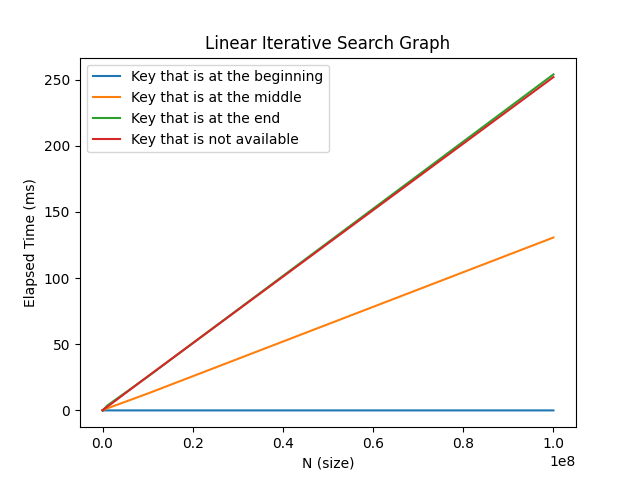 Linear Iterative Search Graph
Key that is at the beginning
Key that is at the middle
Key that is at the end
Key that is not available
250
200
150
100
50
0
Elapsed Time (ms)
0.0 0.2 0.4 0.6 0.8 1.0
1e8
N (size)